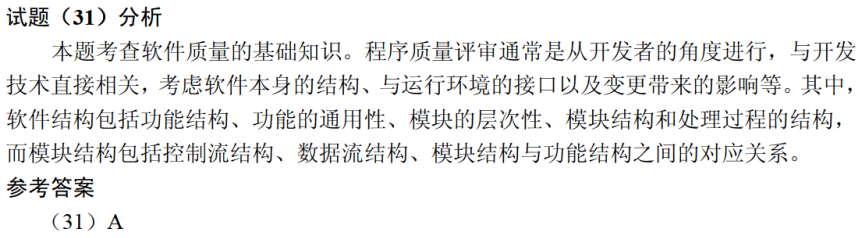 试题（31）分析
本题考查软件质量的基础知识。程序质量评审通常是从开发者的角度进行，与开发
技术直接相关，考虑软件本身的结构、与运行环境的接口以及变更带来的影响等。其中，
软件结构包括功能结构、功能的通用性、模块的层次性、模块结构和处理过程的结构，
而模块结构包括控制流结构、数据流结构、模块结构与功能结构之间的对应关系。
参考答案
（31）A